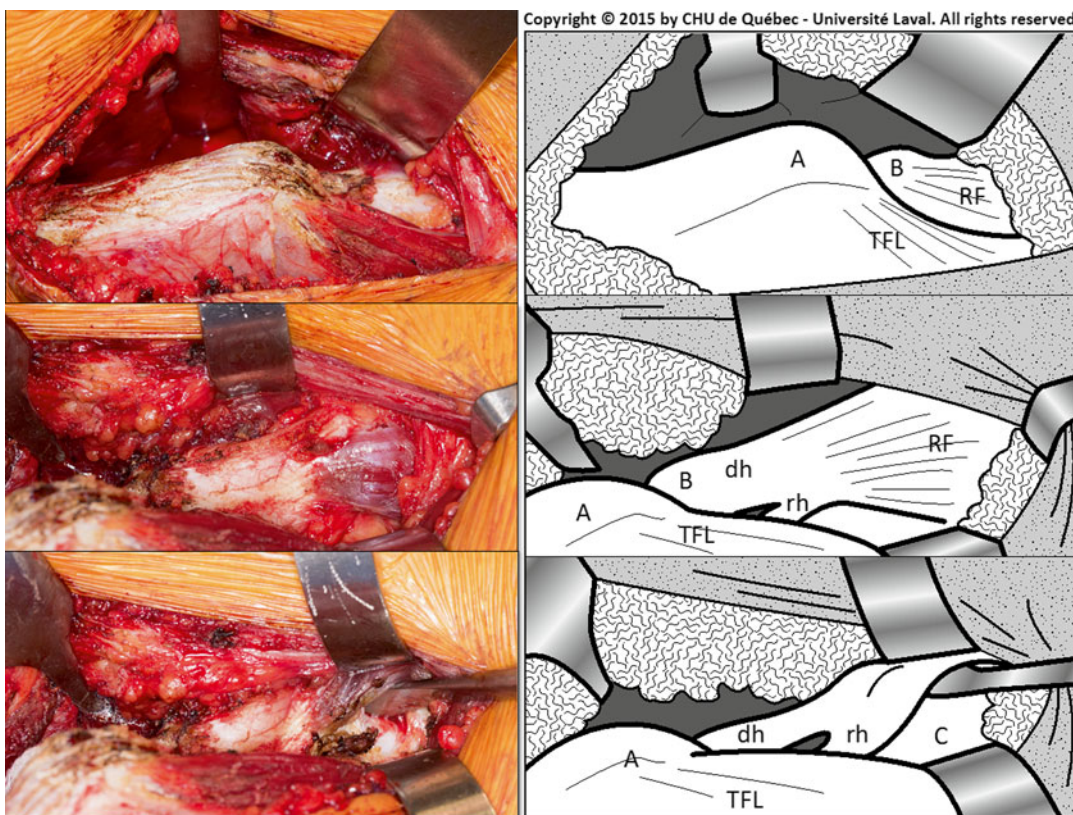 Copyright © 2015 by CHU de Québec - Université Laval. All rights reserved
A
B
RF
TFL
RF
dh
B
rh
A
TFL
dh
rh
C
A
TFL